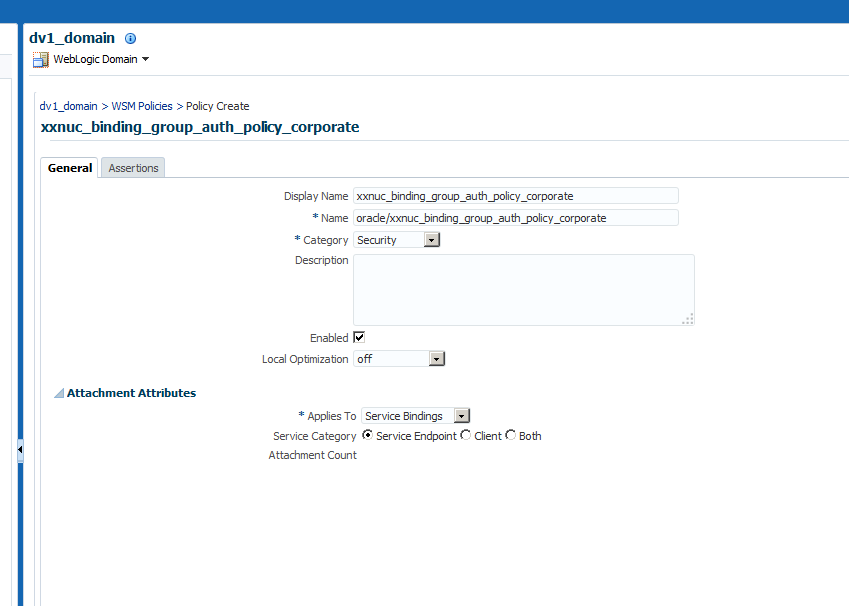 dv1_domain
WebLogic Domain
dv1_domain > WSM Policies > Policy Create
xxnuc_binding_group_auth_policy_corporate
General Assertions
Display Name xxnuc_binding_group_auth_policy_corporate
* Name oracle/xxnuc_binding_group_auth_policy_corporate
* Category Security
Description
Enabled
Local Optimization off
Attachment Attributes
* Applies To Service Bindings
Service Category Service Endpoint Client Both
Attachment Count